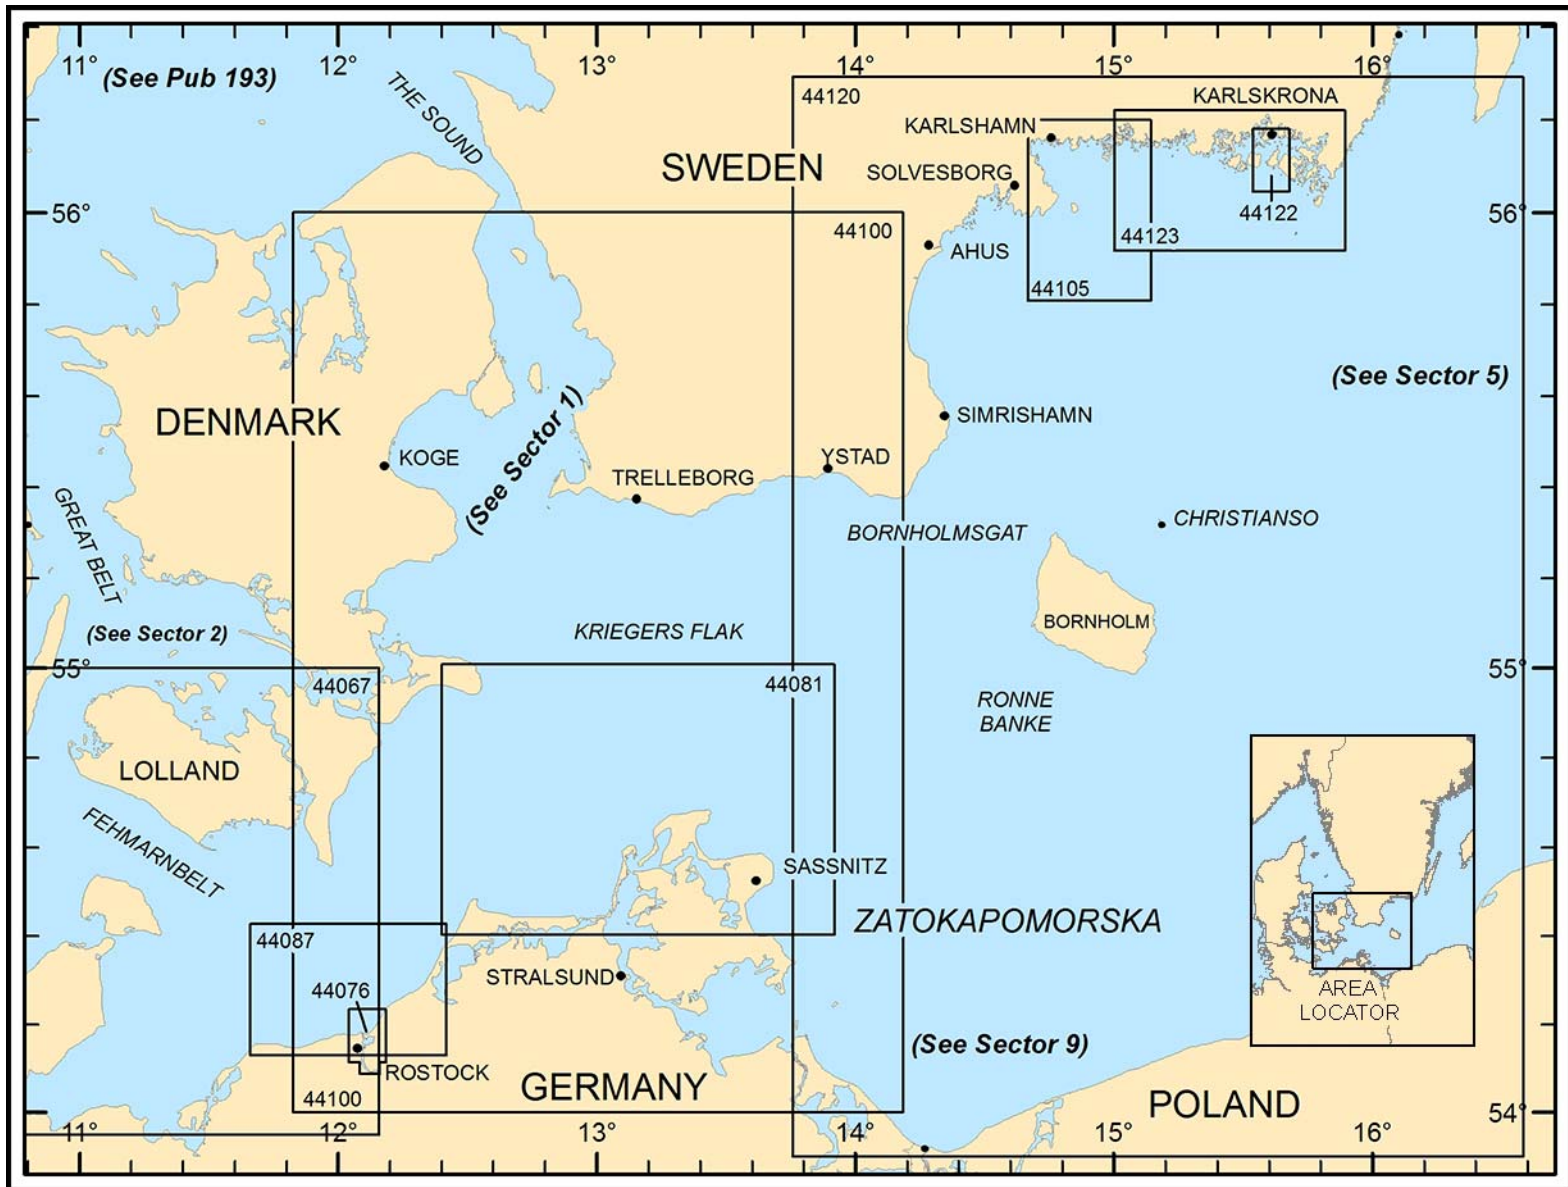 11°
(See Pub 193)
12°
13°
14°
15°
16°
THE SOUND
44120
KARLSKRONA
KARLSHAMN
SWEDEN
SOLVESBORG
44122
56°
56°
44100
44123
AHUS
44105
(See Sector 5)
DENMARK
(See Sector 1)
SIMRISHAMN
KOGE
YSTAD
TRELLEBORG
GREAT BELT
BORNHOLMSGAT
CHRISTIANSO
BORNHOLM
(See Sector 2)
KRIEGERS FLAK
55°
55°
44067
44081
RONNE
BANKE
LOLLAND
FEHMARNBELT
SASSNITZ
ZATOKAPOMORSKA
44087
STRALSUND
44076
AREA
LOCATOR
(See Sector 9)
ROSTOCK
GERMANY
44100
POLAND
54°
11°
12°
13°
14°
15°
16°